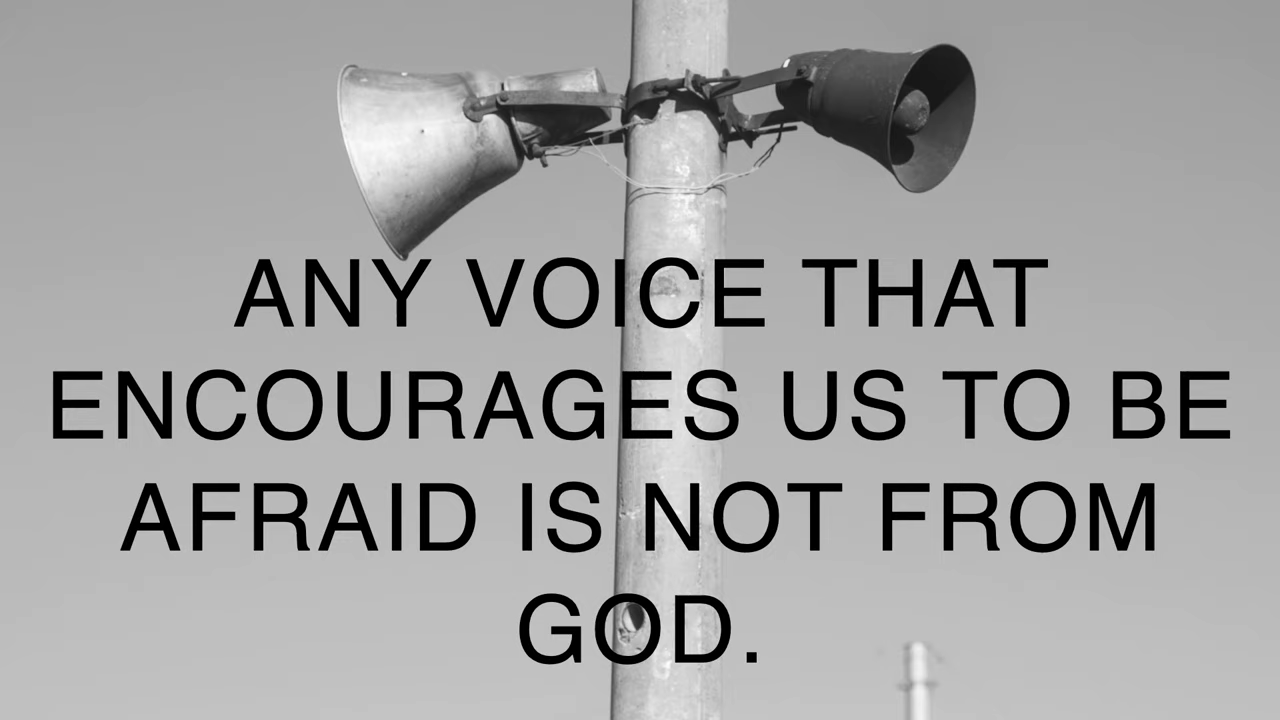 ANY VOICE THAT
ENCOURAGES US TO BE
AFRAID IS NOT FROM
GOD.